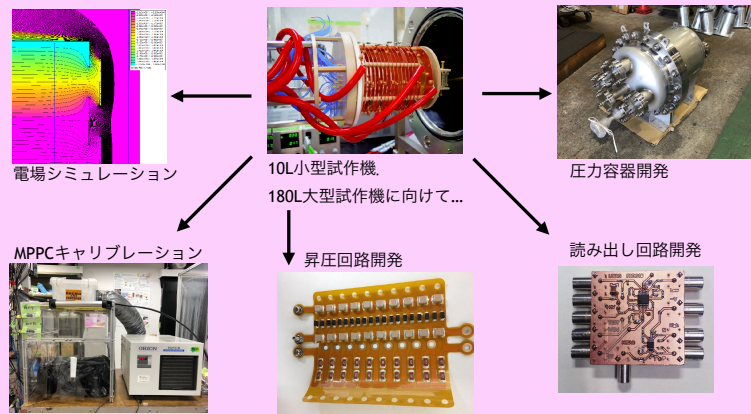 10L小型試作機,
180L大型試作機に向けて...
電場シミュレーション
圧力容器開発
MPPCキャリブレーション
昇圧回路開発
読み出し回路開発
ORION